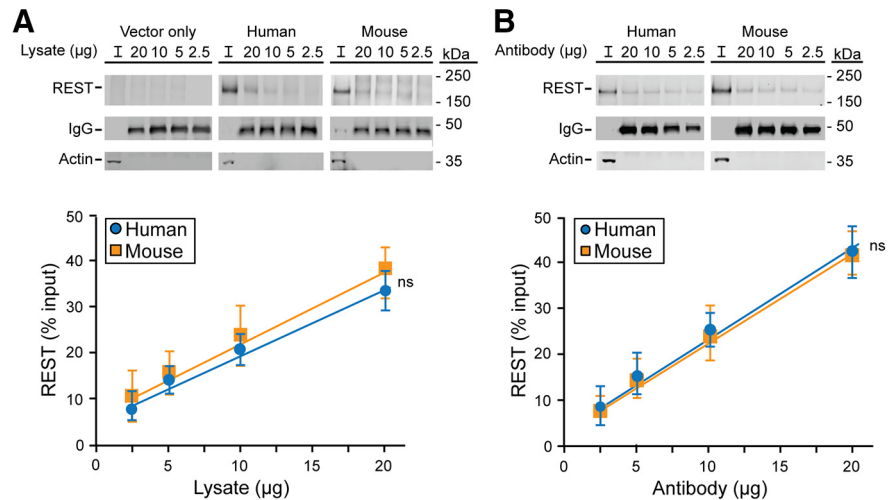 A
Vector only Human Mouse
Lysate (µg) I 20 10 5 2.5 I 20 10 5 2.5 I 20 10 5 2.5 kDa
REST 250
150
IgG 50
Actin 35
50
40
30
20
10
0
REST (% input)
Human
Mouse
ns
0 5 10 15 20
Lysate (µg)
B
Human Mouse
Antibody (µg) I 20 10 5 2.5 I 20 10 5 2.5 kDa
REST 250
150
IgG 50
Actin 35
50
40
30
20
10
0
REST (% input)
Human
Mouse
ns
0 5 10 15 20
Antibody (µg)